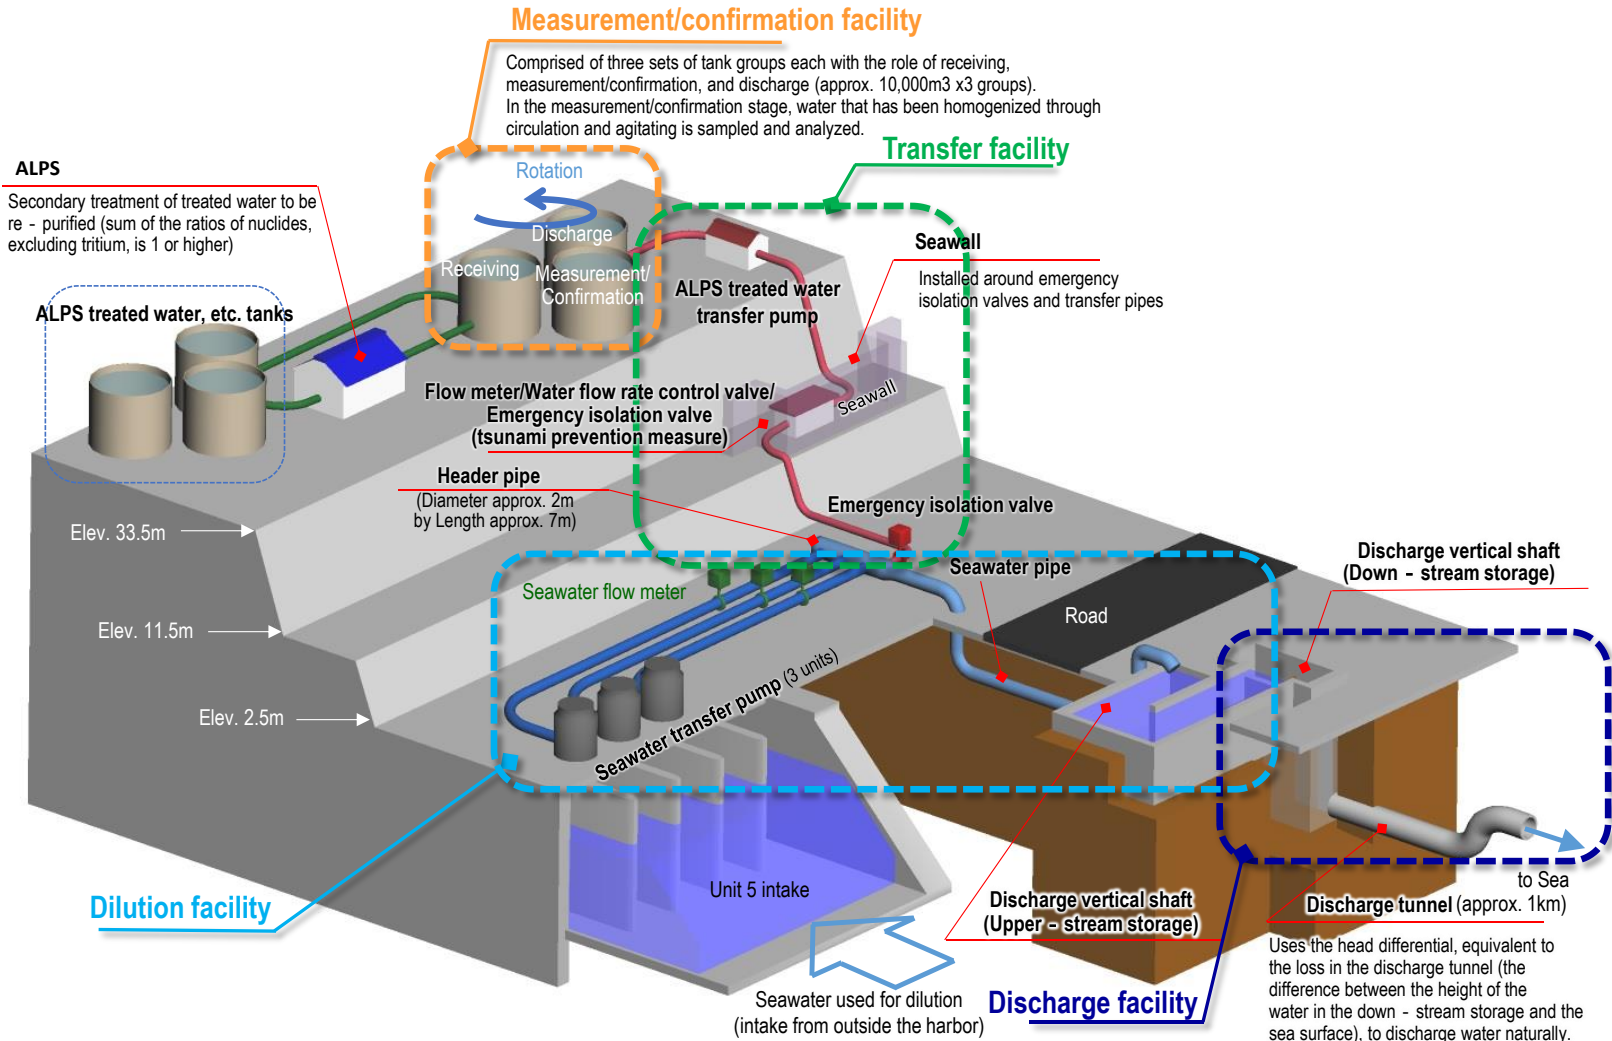 Measurement/confirmation facility
Comprised of three sets of tank groups each with the role of receiving,
measurement/confirmation, and discharge (approx. 10,000m3 x3 groups).
In the measurement/confirmation stage, water that has been homogenized through
circulation and agitating is sampled and analyzed.
Transfer facility
ALPS
Secondary treatment of treated water to be
re - purified (sum of the ratios of nuclides,
excluding tritium, is 1 or higher)
Rotation
Discharge
Receiving
Measurement/
Confirmation
Seawall
Installed around emergency
isolation valves and transfer pipes
ALPS treated water
transfer pump
ALPS treated water, etc. tanks
Seawall
Flow meter/Water flow rate control valve/
Emergency isolation valve
(tsunami prevention measure)
Header pipe
(Diameter approx. 2m
by Length approx. 7m)
Emergency isolation valve
Elev. 33.5m
Seawater pipe
Discharge vertical shaft
(Down - stream storage)
Seawater flow meter
Road
Elev. 11.5m
Elev. 2.5m
Seawater transfer pump (3 units)
Unit 5 intake
Dilution facility
Discharge vertical shaft
(Upper - stream storage)
to Sea
Discharge tunnel (approx. 1km)
Uses the head differential, equivalent to
the loss in the discharge tunnel (the
difference between the height of the
water in the down - stream storage and the
sea surface), to discharge water naturally.
Seawater used for dilution
(intake from outside the harbor)
Discharge facility